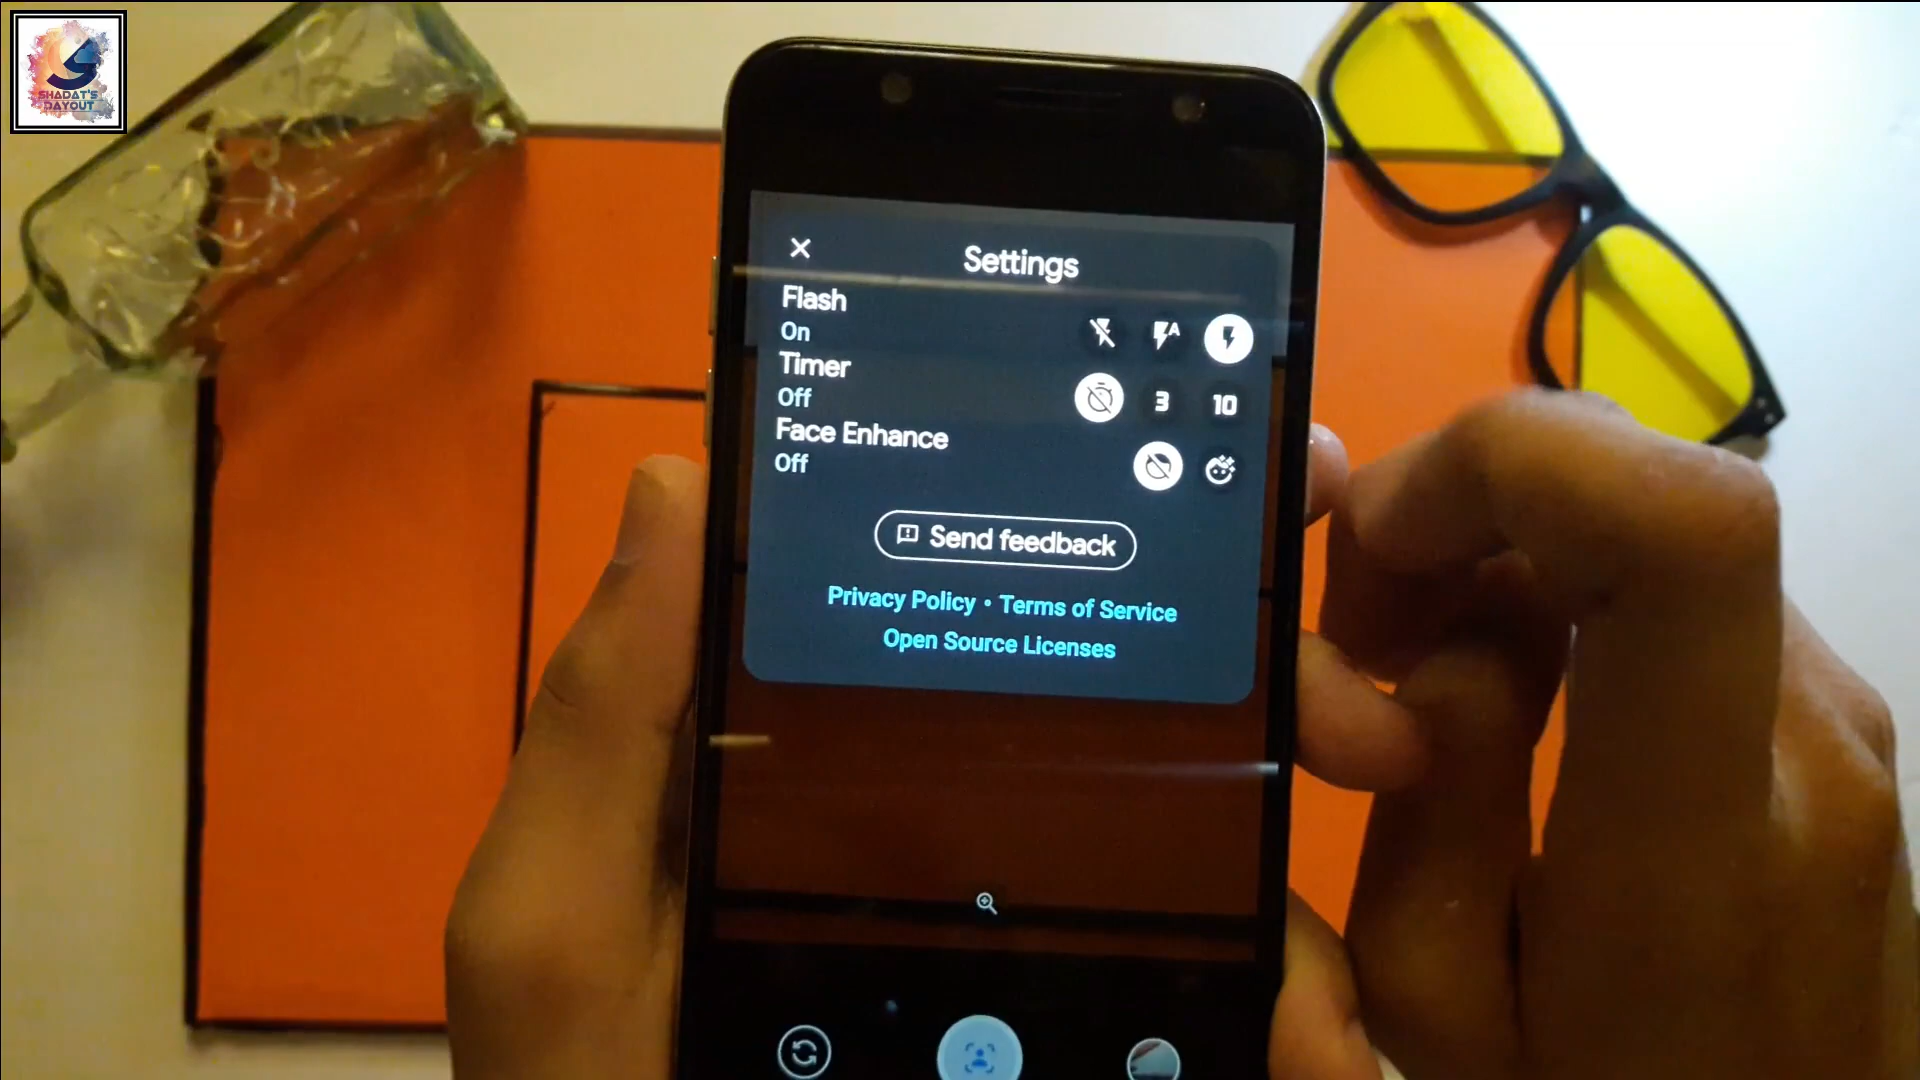 SHADAT'S
DAYOUT
Settings
Flash
On
A
Timer
Off
3
10
Face Enhance
Off
Send feedback
Privacy Policy • Terms of Service
Open Source Licenses